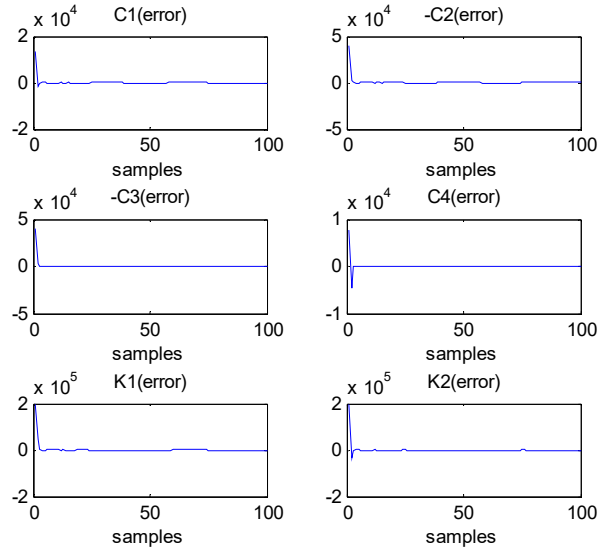 x 10^4 C1(error)
2
0
-2
0 50 100
samples
x 10^4 -C2(error)
5
0
-5
0 50 100
samples
x 10^4 -C3(error)
5
0
-5
0 50 100
samples
x 10^4 C4(error)
1
0
-1
0 50 100
samples
x 10^5 K1(error)
2
0
-2
0 50 100
samples
x 10^5 K2(error)
2
0
-2
0 50 100
samples